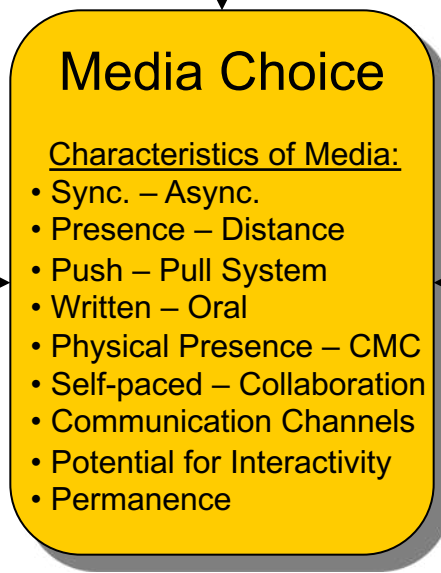 Media Choice
Characteristics of Media:
• Sync. – Async.
• Presence – Distance
• Push – Pull System
• Written – Oral
• Physical Presence – CMC
• Self-paced – Collaboration
• Communication Channels
• Potential for Interactivity
• Permanence